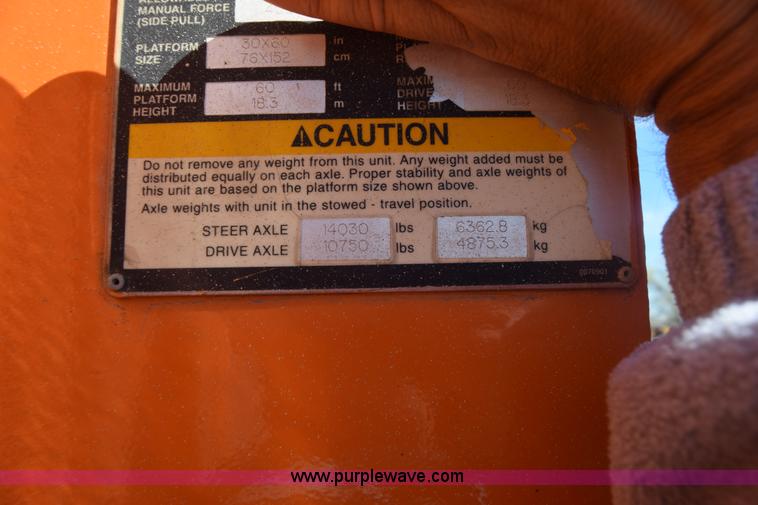 MANUAL FORCE
(SIDE PULL)
PLATFORM SIZE 30X60 in
76X152 cm
MAXIMUM PLATFORM HEIGHT 60 ft
18.3 m
DRIVE
HEIGHT
⚠CAUTION
Do not remove any weight from this unit. Any weight added must be
distributed equally on each axle. Proper stability and axle weights of
this unit are based on the platform size shown above.
Axle weights with unit in the stowed - travel position.
STEER AXLE 14030 lbs 6362.8 kg
DRIVE AXLE 10750 lbs 4875.3 kg
0070901
www.purplewave.com